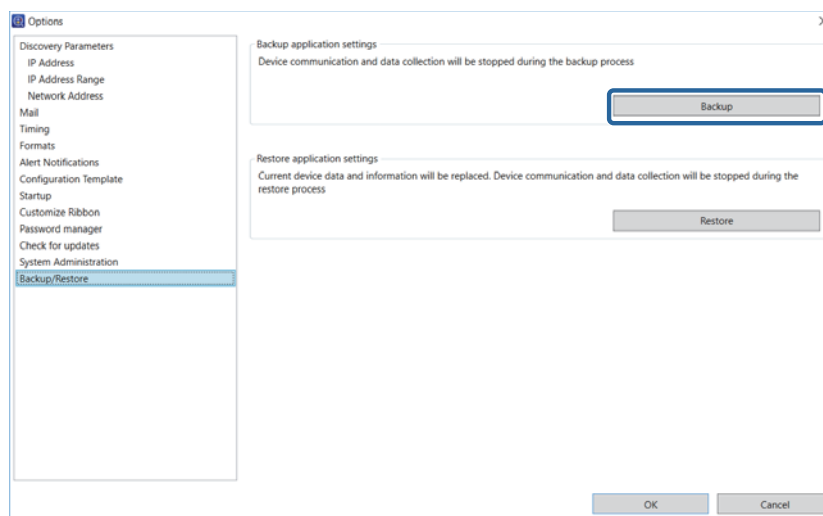 Options
Discovery Parameters
IP Address
IP Address Range
Network Address
Mail
Timing
Formats
Alert Notifications
Configuration Template
Startup
Customize Ribbon
Password manager
Check for updates
System Administration
Backup/Restore
Backup application settings
Device communication and data collection will be stopped during the backup process
Backup
Restore application settings
Current device data and information will be replaced. Device communication and data collection will be stopped during the
restore process
Restore
OK
Cancel